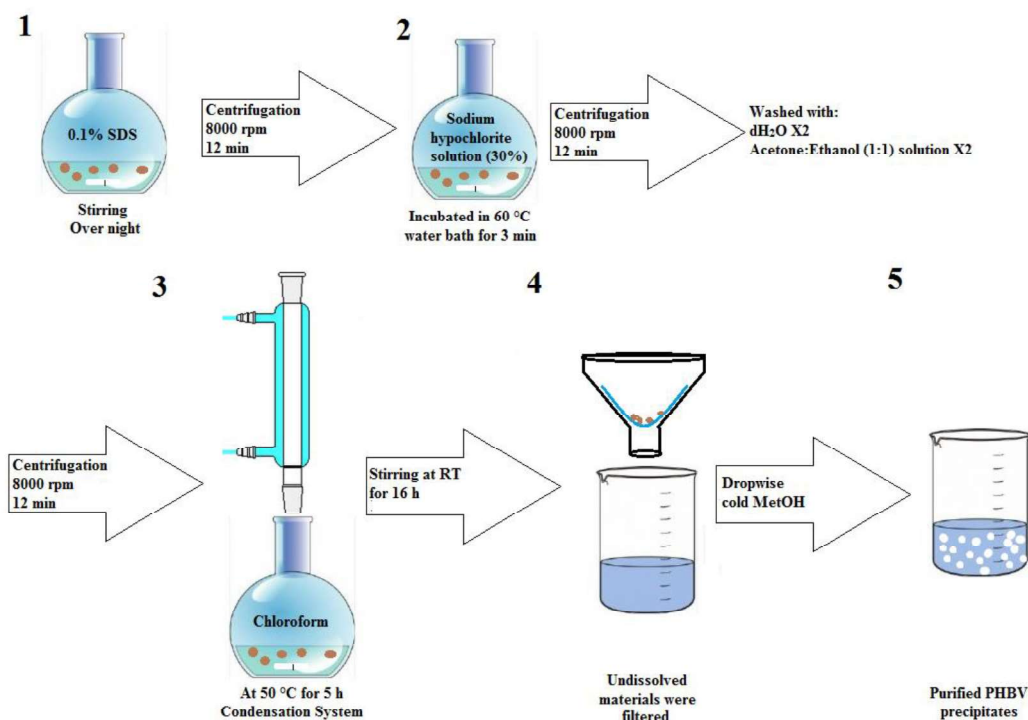 1
0.1% SDS
Stirring
Over night
Centrifugation
8000 rpm
12 min
2
Sodium
hypochlorite
solution (30%)
Incubated in 60 °C
water bath for 3 min
Centrifugation
8000 rpm
12 min
Washed with:
dH₂O X2
Acetone:Ethanol (1:1) solution X2
Centrifugation
8000 rpm
12 min
3
Chloroform
At 50 °C for 5 h
Condensation System
Stirring at RT
for 16 h
4
Undissolved
materials were
filtered
Dropwise
cold MetOH
5
Purified PHBV
precipitates